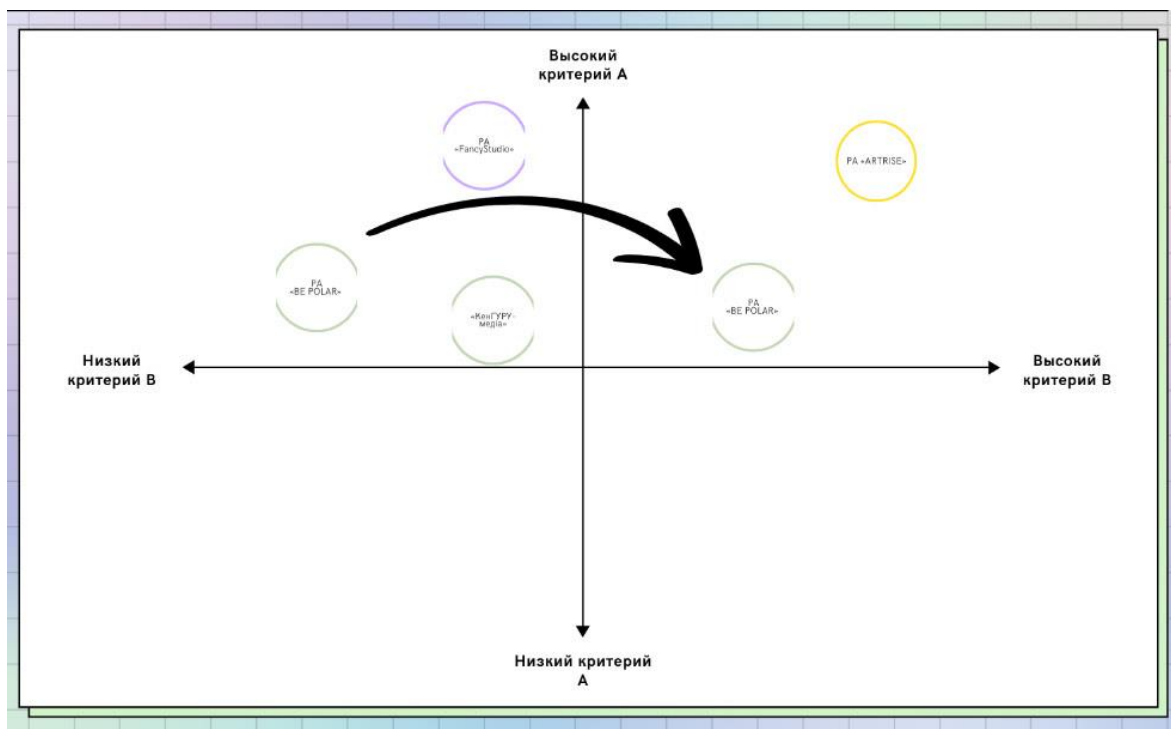 Высокий
критерий А
РА
«FancyStudio»
РА «ARTRISE»
РА
«BE POLAR»
«КенГУРУ-
медіа»
РА
«BE POLAR»
Низкий
критерий В
Высокий
критерий В
Низкий критерий
А